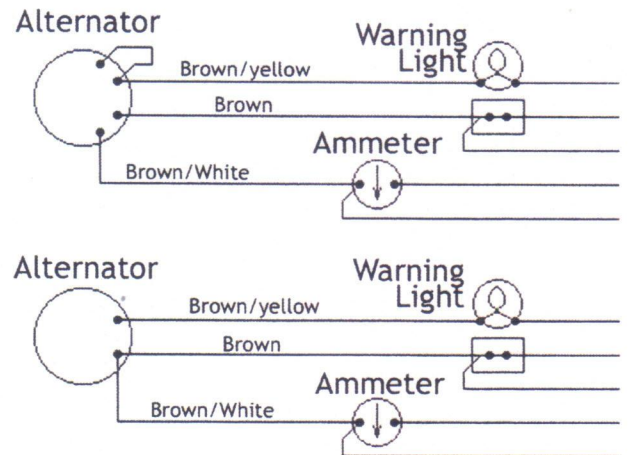 Alternator
Warning
Light
Brown/yellow
Brown
Ammeter
Brown/White
Alternator
Warning
Light
Brown/yellow
Brown
Ammeter
Brown/White